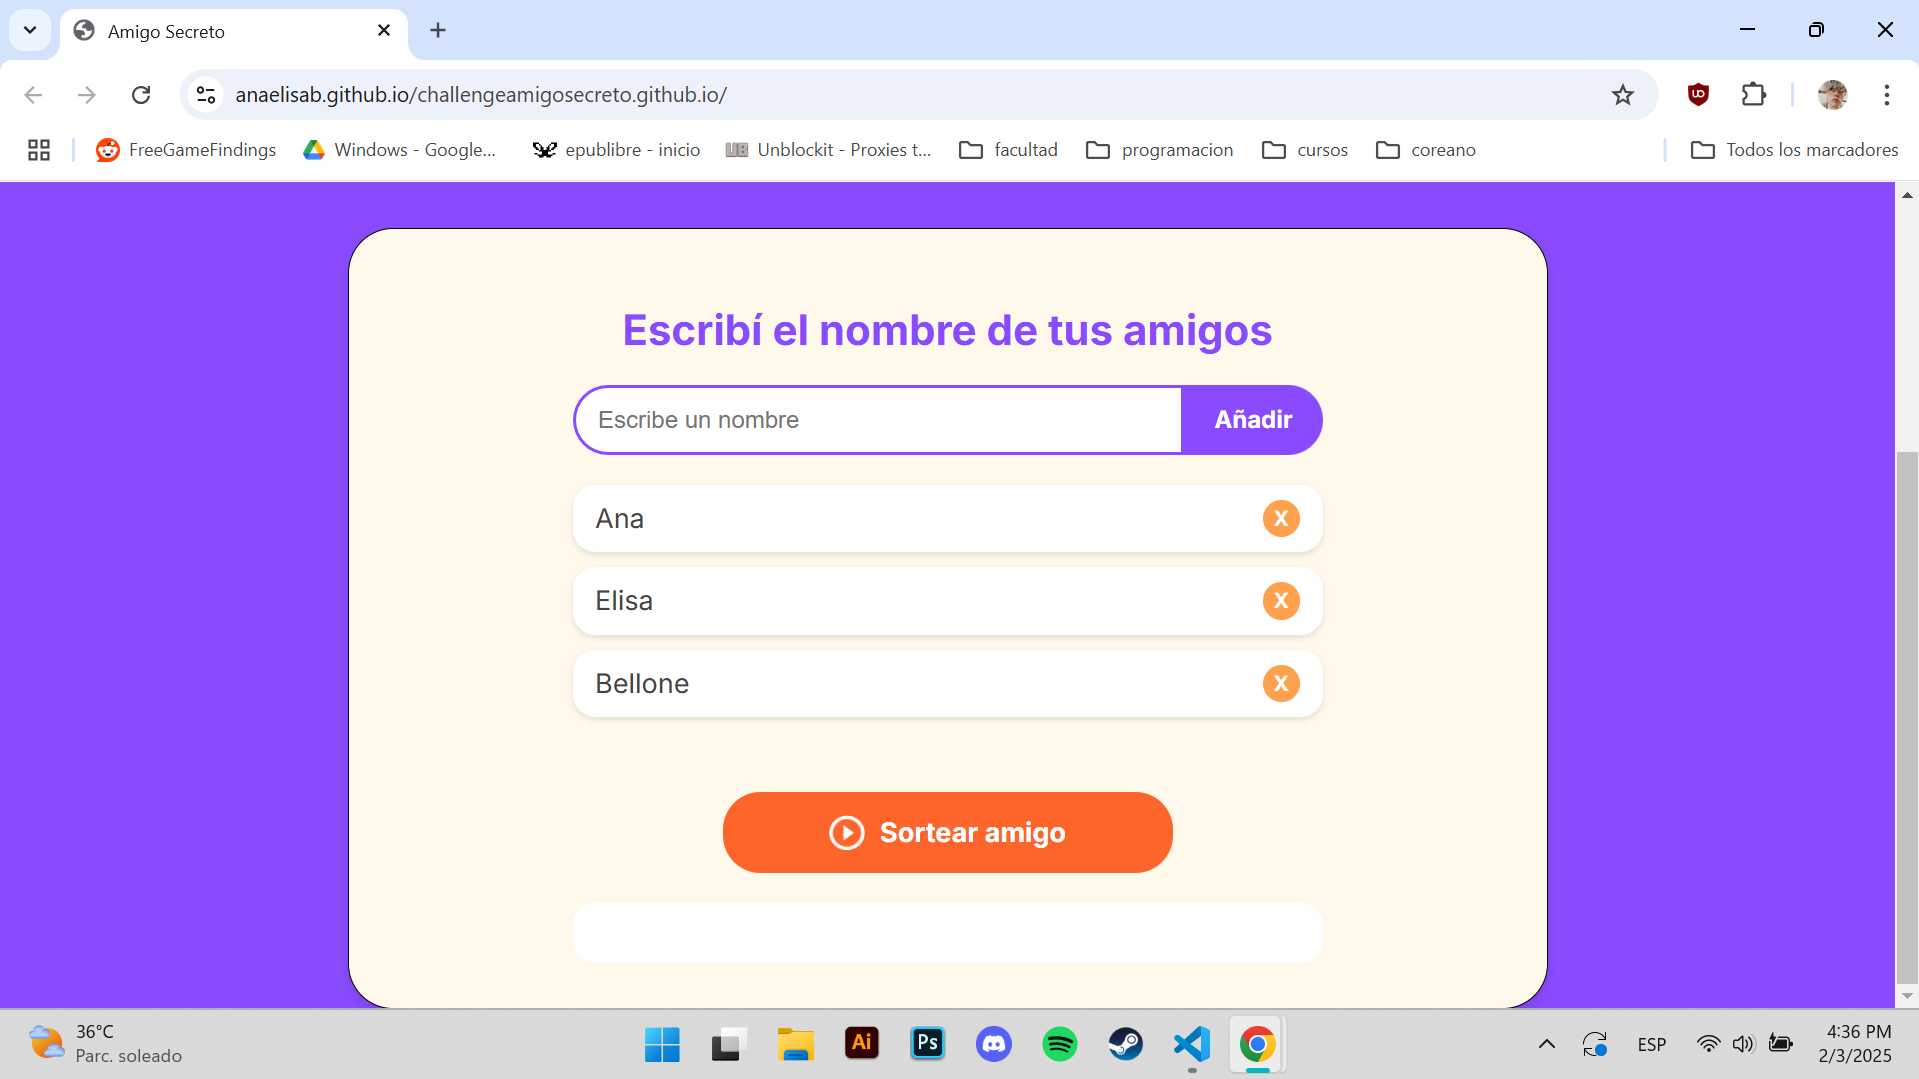 Amigo Secreto
anaelisab.github.io/challengeamigosecreto.github.io/
FreeGameFindings
Windows - Google...
epublibre - inicio
UB
Unblockit - Proxies t...
facultad
programacion
cursos
coreano
Todos los marcadores
Escribí el nombre de tus amigos
Escribe un nombre
Añadir
Ana
X
Elisa
X
Bellone
X
Sortear amigo
36°C
Parc. soleado
Ai
Ps
ESP
4:36 PM
2/3/2025